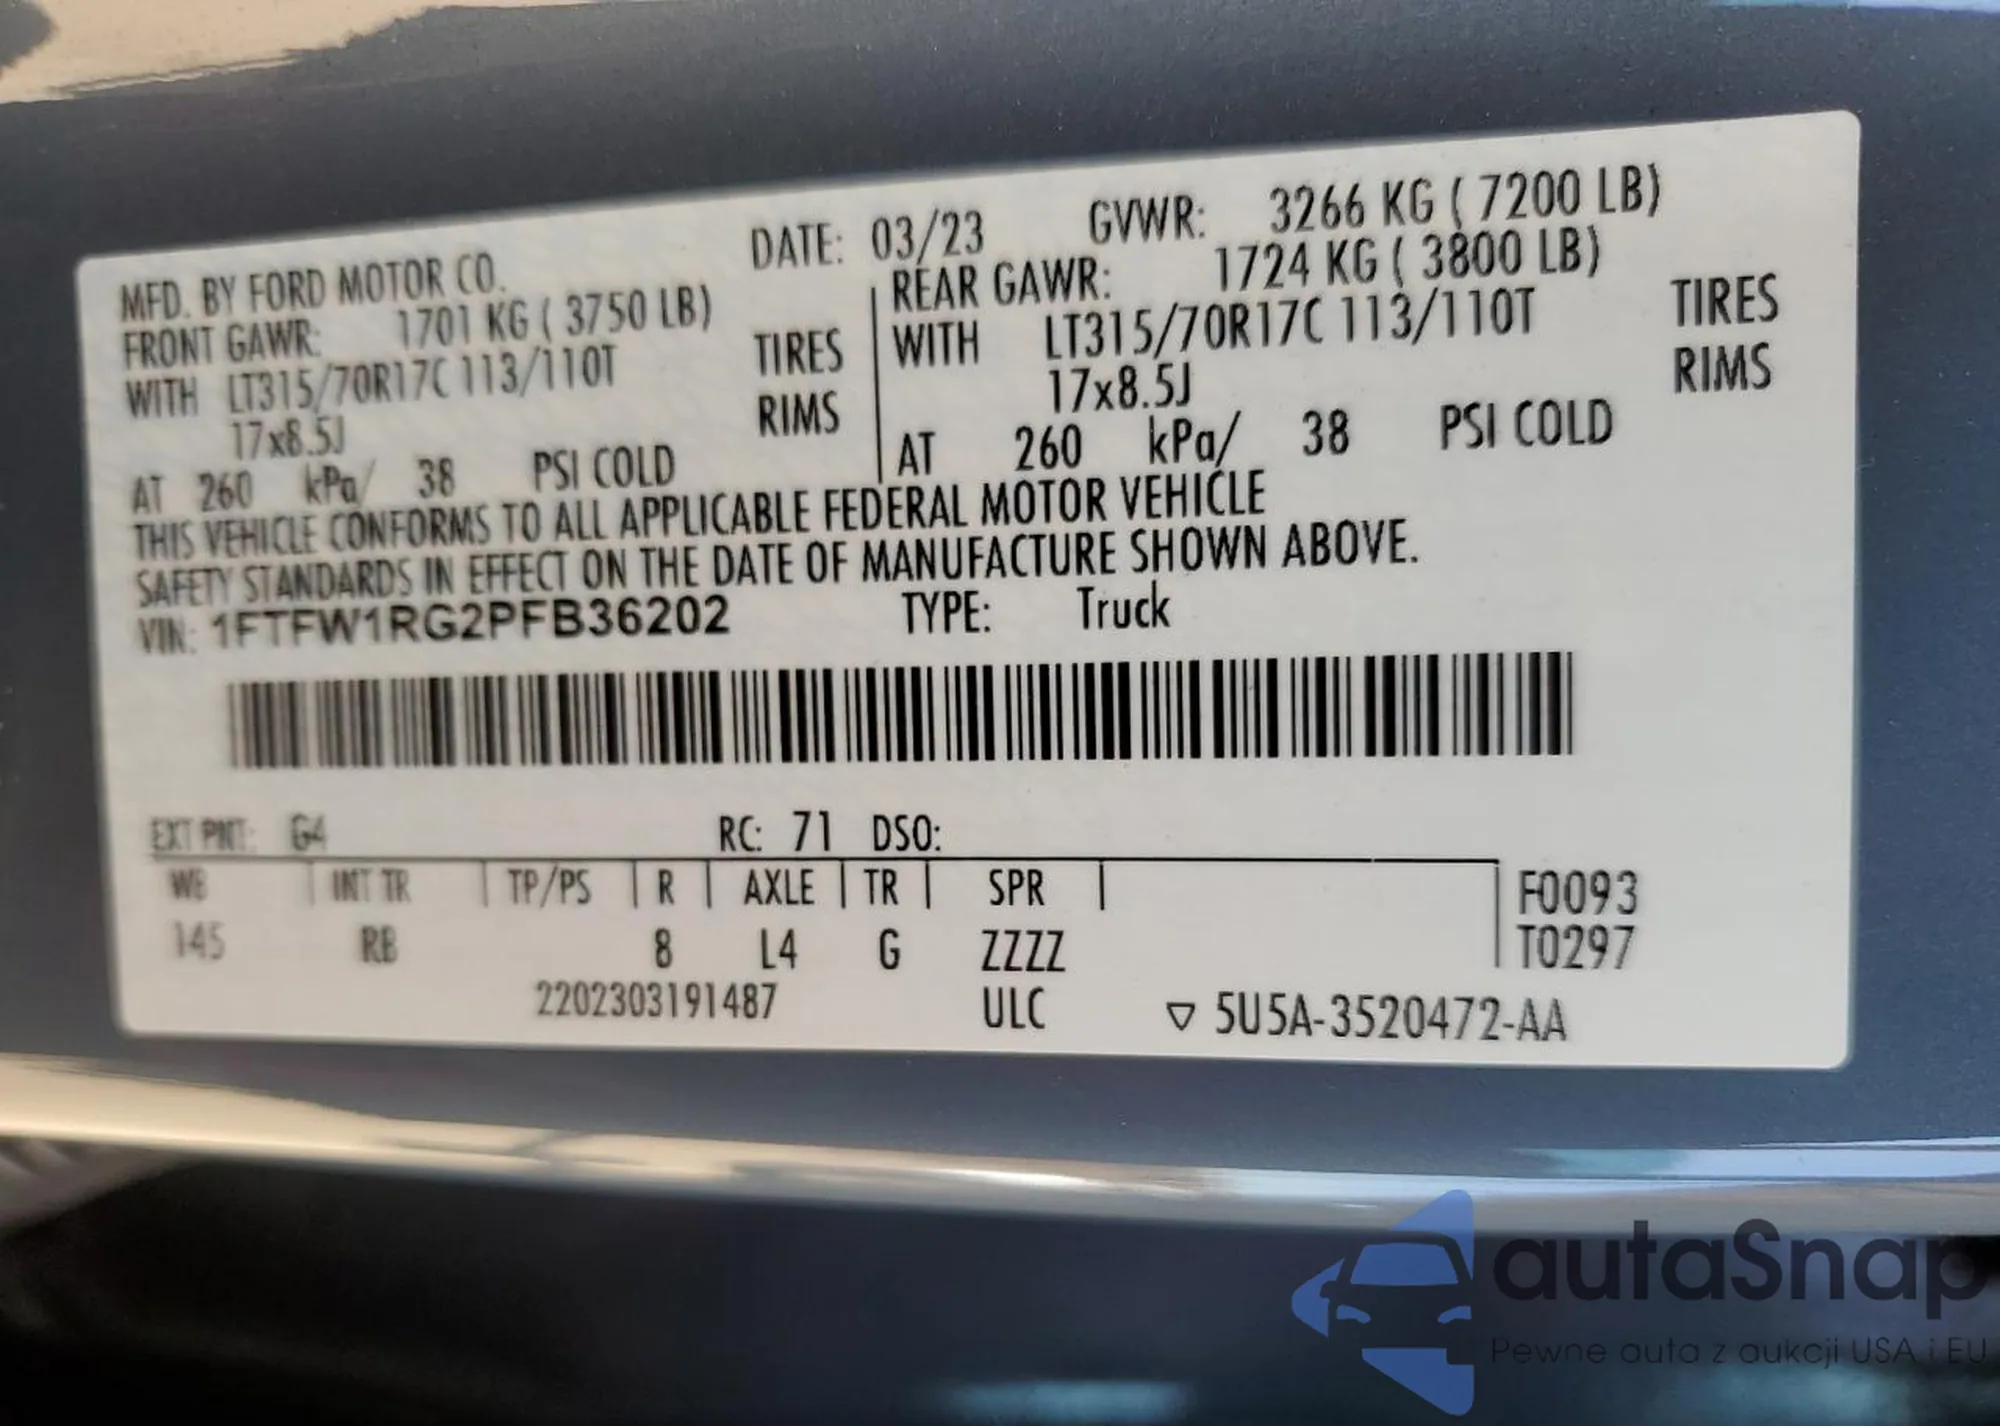 MFD. BY FORD MOTOR CO. DATE: 03/23 GVWR: 3266 KG ( 7200 LB)
FRONT GAWR: 1701 KG ( 3750 LB) REAR GAWR: 1724 KG ( 3800 LB)
WITH LT315/70R17C 113/110T TIRES WITH LT315/70R17C 113/110T TIRES
17x8.5J RIMS 17x8.5J RIMS
AT 260 kPa/ 38 PSI COLD AT 260 kPa/ 38 PSI COLD
THIS VEHICLE CONFORMS TO ALL APPLICABLE FEDERAL MOTOR VEHICLE
SAFETY STANDARDS IN EFFECT ON THE DATE OF MANUFACTURE SHOWN ABOVE.
VIN: 1FTFW1RG2PFB36202 TYPE: Truck
EXT PNT: G4 RC: 71 DSO:
WB INT TR TP/PS R AXLE TR SPR F0093
145 RB 8 L4 G ZZZZ T0297
2202303191487 ULC ▽ 5U5A-3520472-AA
autaSnap
Pewne auta z aukcji USA i EU